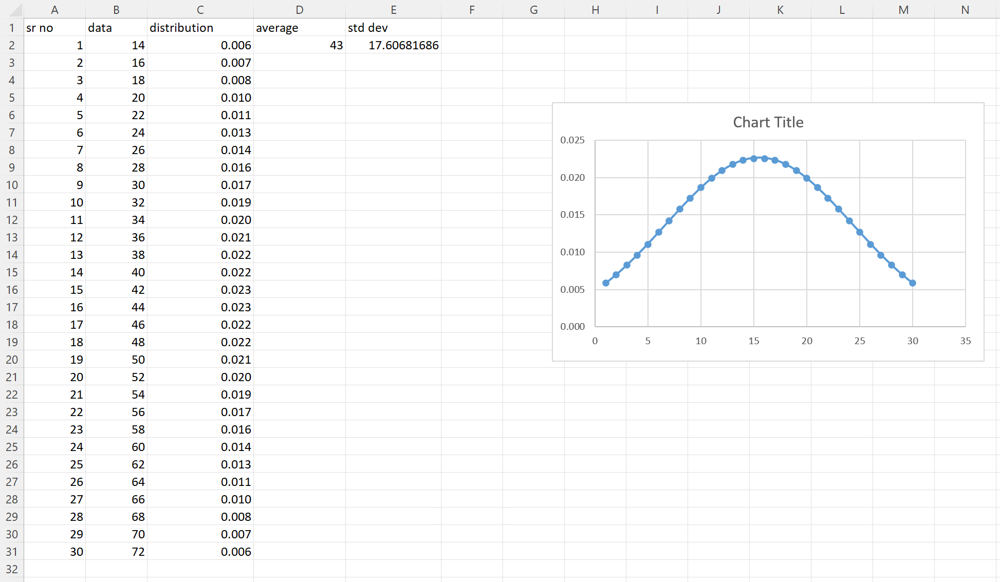 A B C D E F G H I J K L M N
1 sr no data distribution average std dev
2 1 14 0.006 43 17.60681686
3 2 16 0.007
4 3 18 0.008
5 4 20 0.010
6 5 22 0.011
7 6 24 0.013
8 7 26 0.014
9 8 28 0.016
10 9 30 0.017
11 10 32 0.019
12 11 34 0.020
13 12 36 0.021
14 13 38 0.022
15 14 40 0.022
16 15 42 0.023
17 16 44 0.023
18 17 46 0.022
19 18 48 0.022
20 19 50 0.021
21 20 52 0.020
22 21 54 0.019
23 22 56 0.017
24 23 58 0.016
25 24 60 0.014
26 25 62 0.013
27 26 64 0.011
28 27 66 0.010
29 28 68 0.008
30 29 70 0.007
31 30 72 0.006
32
Chart Title
0.025
0.020
0.015
0.010
0.005
0.000
0 5 10 15 20 25 30 35